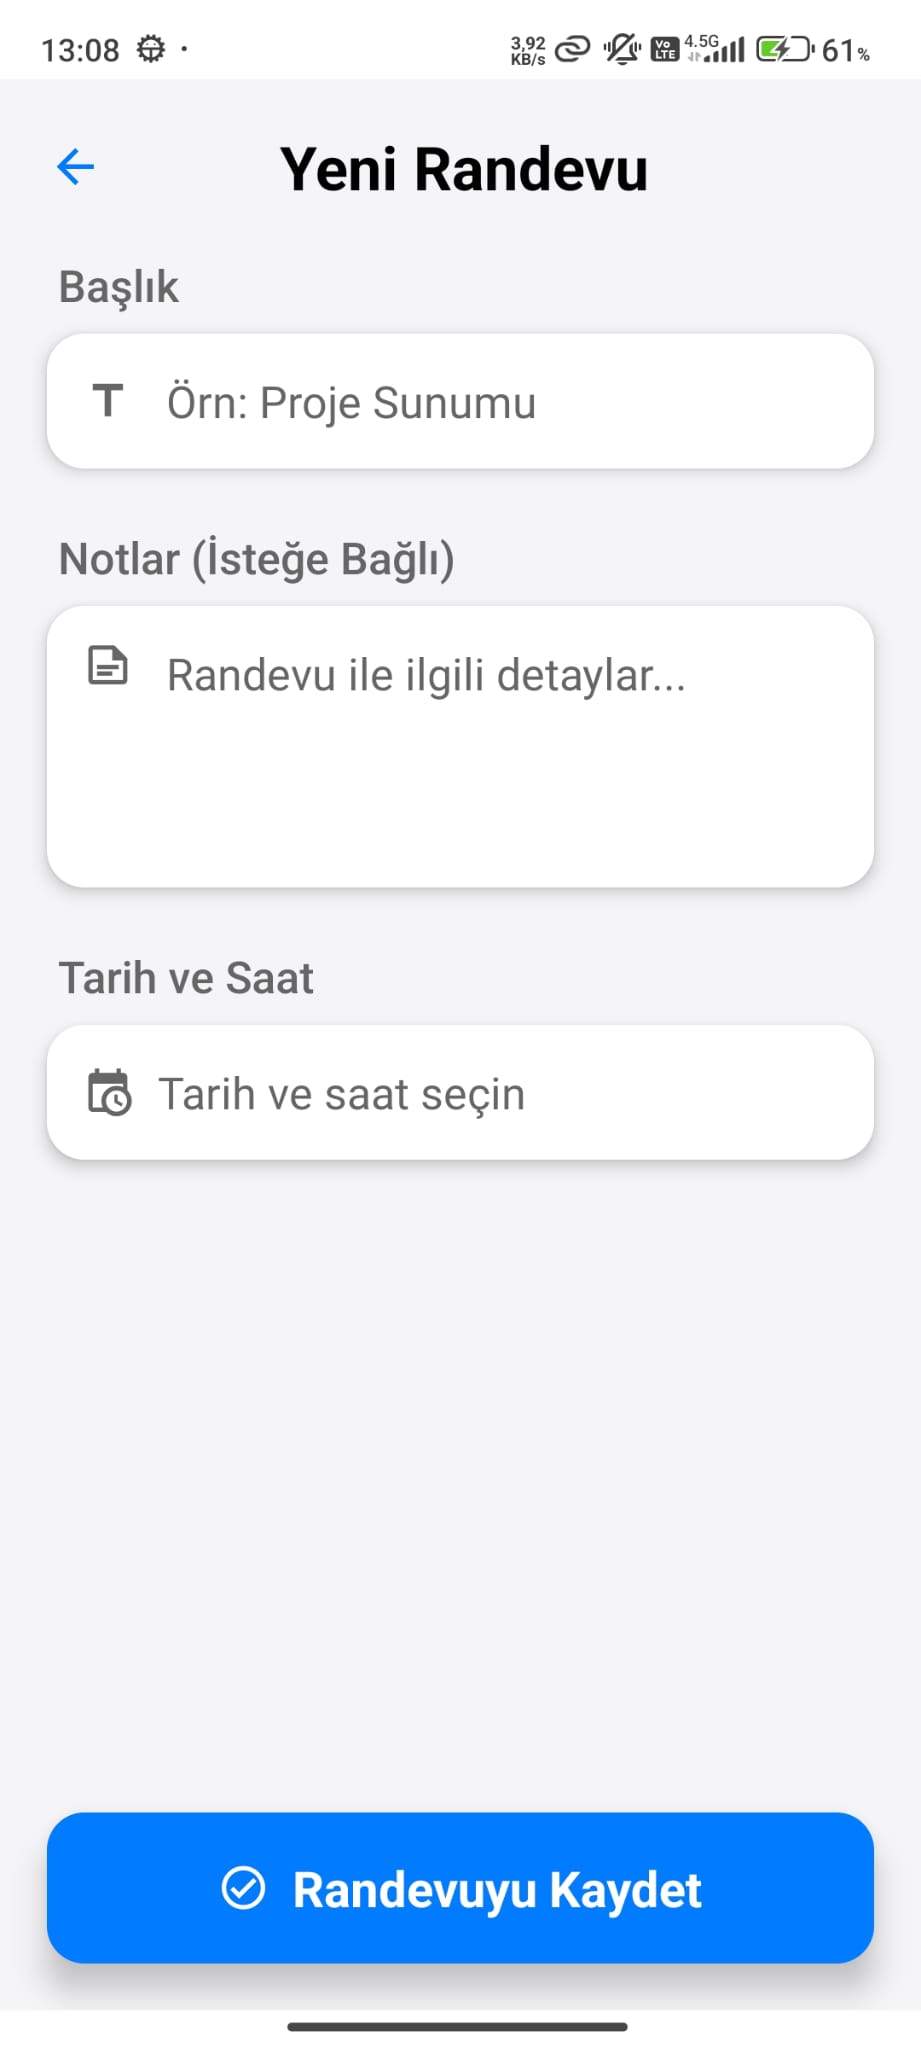 13:08
3,92
KB/s
Vo
LTE
4.5G
61%
Yeni Randevu
Başlık
T Örn: Proje Sunumu
Notlar (İsteğe Bağlı)
Randevu ile ilgili detaylar...
Tarih ve Saat
Tarih ve saat seçin
Randevuyu Kaydet